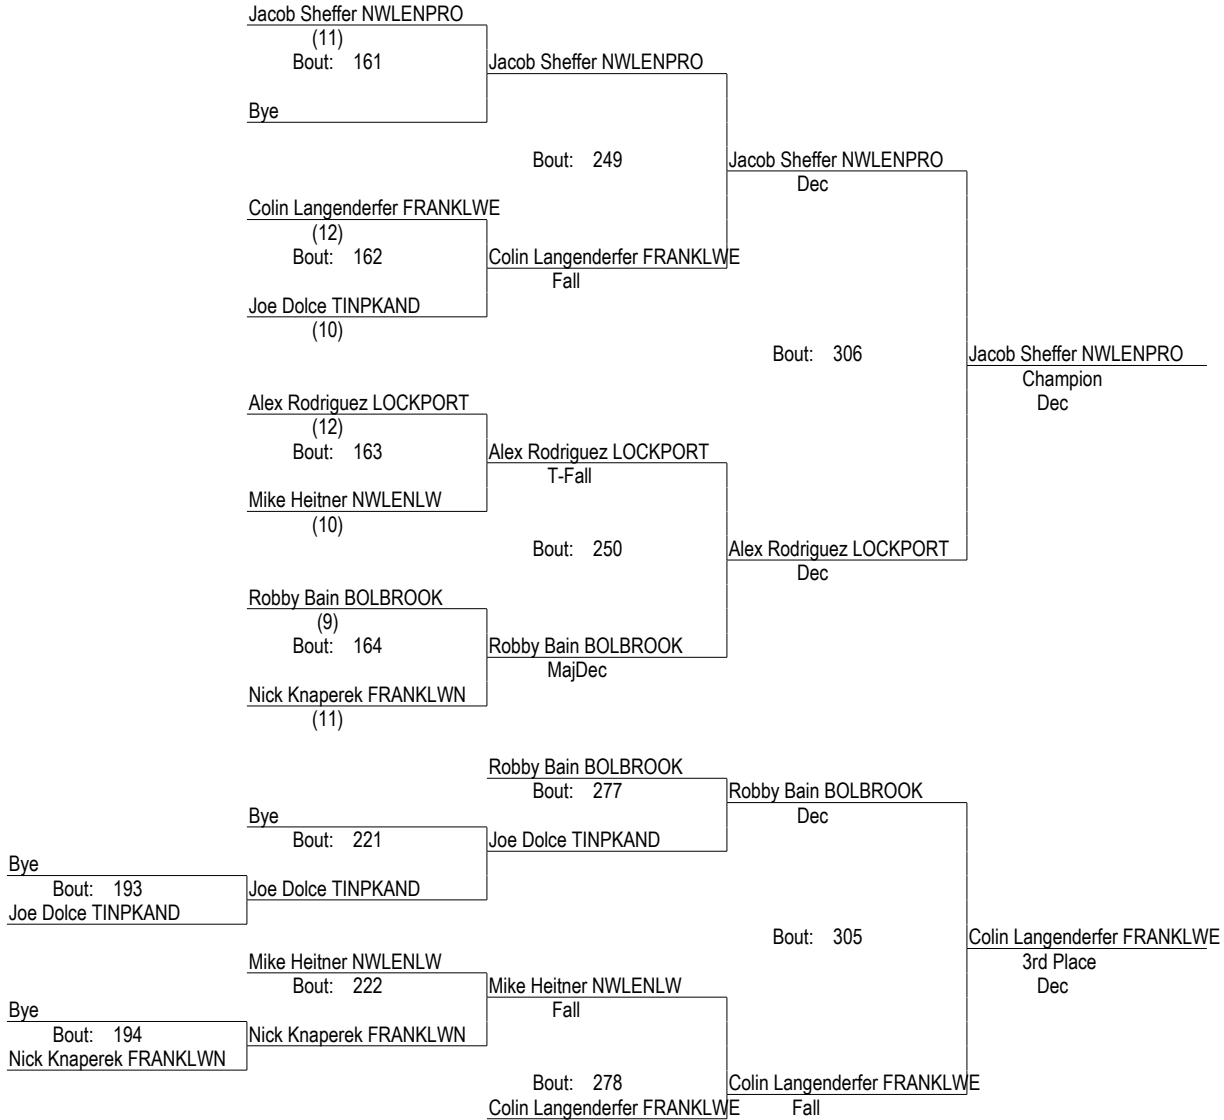 Jacob Sheffer NWLENPRO
(11)
Bout: 161
Jacob Sheffer NWLENPRO
Bye
Bout: 249
Jacob Sheffer NWLENPRO
Dec
Colin Langenderfer FRANKLWE
(12)
Bout: 162
Colin Langenderfer FRANKLWE
Fall
Joe Dolce TINPKAND
(10)
Bout: 306
Jacob Sheffer NWLENPRO
Champion
Dec
Alex Rodriguez LOCKPORT
(12)
Bout: 163
Alex Rodriguez LOCKPORT
T-Fall
Mike Heitner NWLENLW
(10)
Bout: 250
Alex Rodriguez LOCKPORT
Dec
Robby Bain BOLBROOK
(9)
Bout: 164
Robby Bain BOLBROOK
MajDec
Nick Knaperek FRANKLWN
(11)
Robby Bain BOLBROOK
Bout: 277
Robby Bain BOLBROOK
Dec
Bye
Bout: 221
Joe Dolce TINPKAND
Bye
Bout: 193
Joe Dolce TINPKAND
Joe Dolce TINPKAND
Bout: 305
Colin Langenderfer FRANKLWE
3rd Place
Dec
Mike Heitner NWLENLW
Bout: 222
Mike Heitner NWLENLW
Fall
Bye
Bout: 194
Nick Knaperek FRANKLWN
Nick Knaperek FRANKLWN
Bout: 278
Colin Langenderfer FRANKLWE
Fall
Colin Langenderfer FRANKLWE